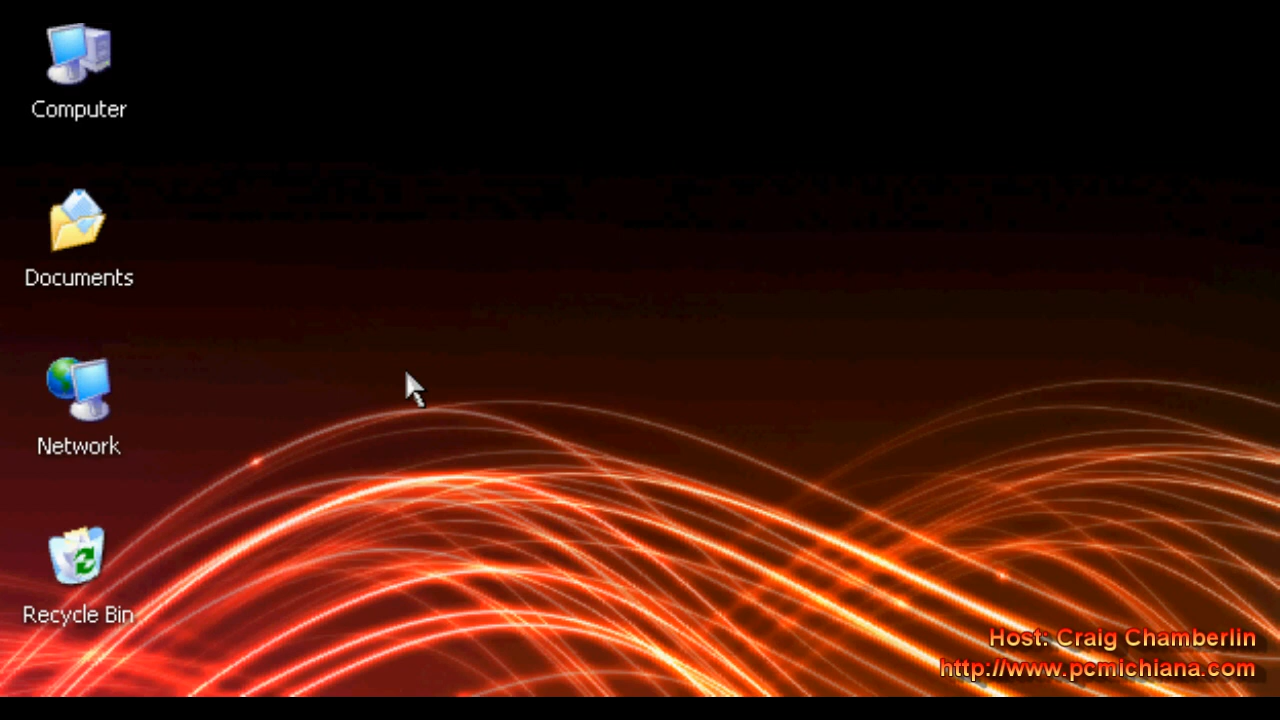 Computer
Documents
Network
Recycle Bin
Host: Craig Chamberlin
http://www.pcmichiana.com